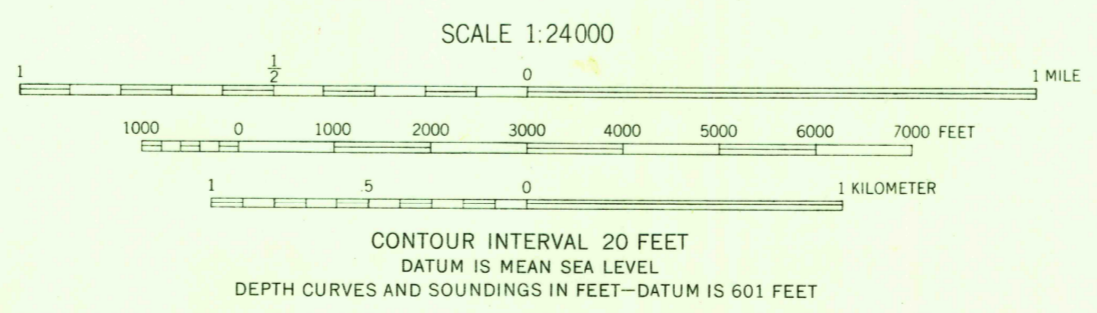 SCALE 1:24000
1 1/2 0 1 MILE
1000 0 1000 2000 3000 4000 5000 6000 7000 FEET
1 .5 0 1 KILOMETER
CONTOUR INTERVAL 20 FEET
DATUM IS MEAN SEA LEVEL
DEPTH CURVES AND SOUNDINGS IN FEET—DATUM IS 601 FEET